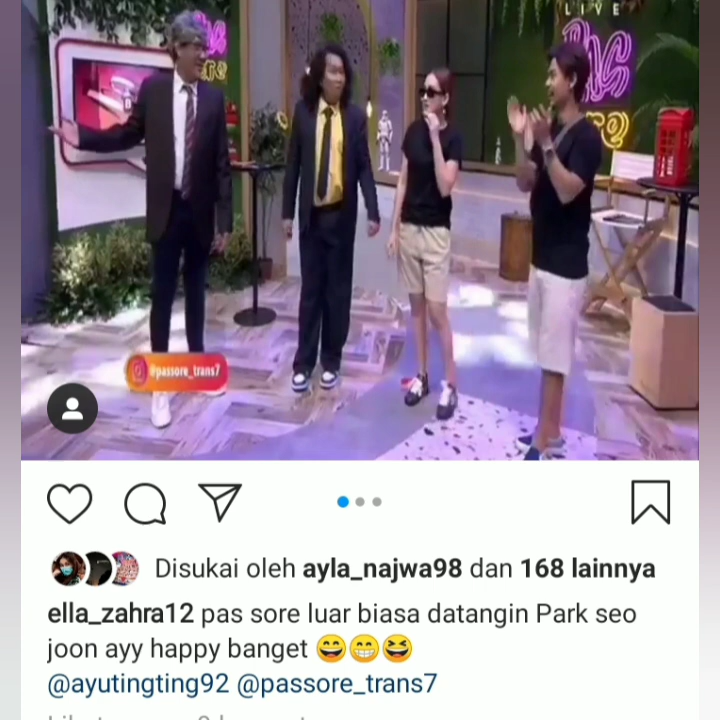 LIVE
PAS
@passore_trans7
Disukai oleh ayla_najwa98 dan 168 lainnya
ella_zahra12 pas sore luar biasa datangin Park seo
joon ayy happy banget 😄😁😆
@ayutingting92 @passore_trans7